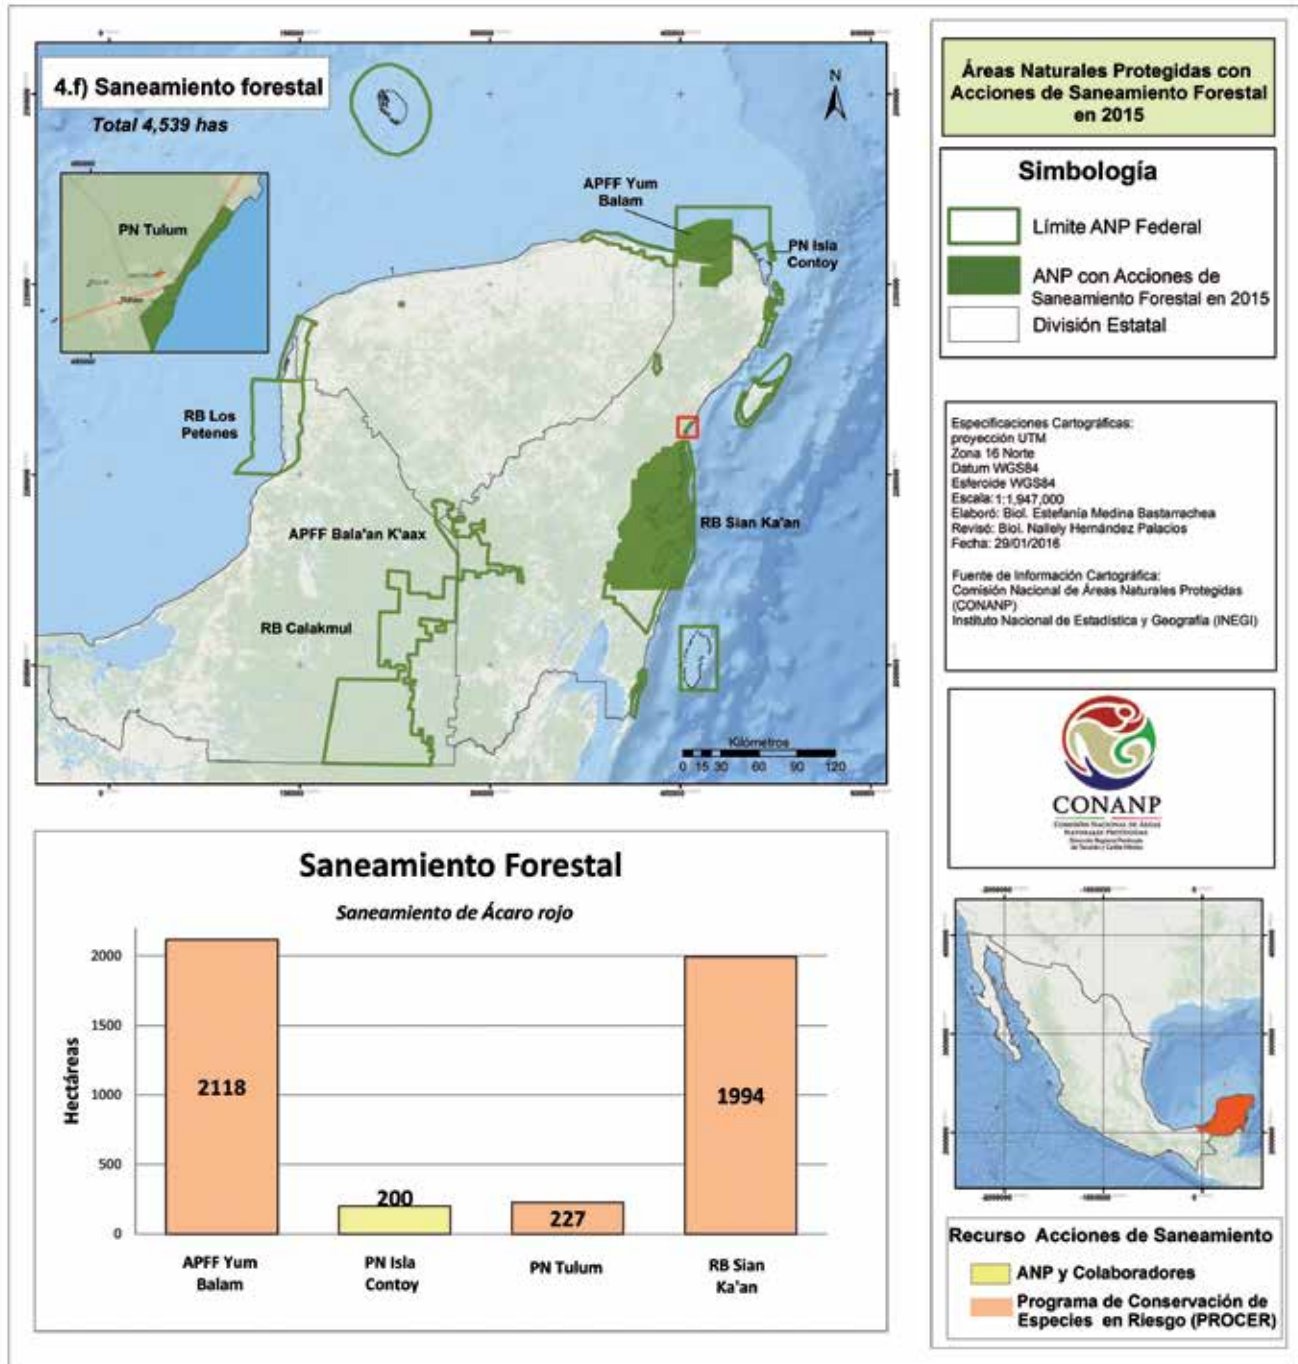 4.f) Saneamiento forestal
Total 4,539 has
PN Tulum
N
APFF Yum
Balam
PN Isla
Contoy
RB Los
Petenes
APFF Bala'an K'aax
RB Sian Ka'an
RB Calakmul
Kilómetros
0 15 30 60 90 120
Áreas Naturales Protegidas con
Acciones de Saneamiento Forestal
en 2015
Simbología
Límite ANP Federal
ANP con Acciones de
Saneamiento Forestal en 2015
División Estatal
Especificaciones Cartográficas:
proyección UTM
Zona 16 Norte
Datum WGS84
Esferoide WGS84
Escala: 1:1,947,000
Elaboró: Biol. Estefanía Medina Bastarrachea
Revisó: Biol. Nallely Hernández Palacios
Fecha: 29/01/2016
Fuente de Información Cartográfica:
Comisión Nacional de Áreas Naturales Protegidas
(CONANP)
Instituto Nacional de Estadística y Geografía (INEGI)
CONANP
COMISIÓN NACIONAL DE ÁREAS
NATURALES PROTEGIDAS
Saneamiento Forestal
Saneamiento de Ácaro rojo
Hectáreas
2000
1500
1000
500
0
2118
200
227
1994
APFF Yum
Balam
PN Isla
Contoy
PN Tulum
RB Sian
Ka'an
Recurso Acciones de Saneamiento
ANP y Colaboradores
Programa de Conservación de
Especies en Riesgo (PROCER)